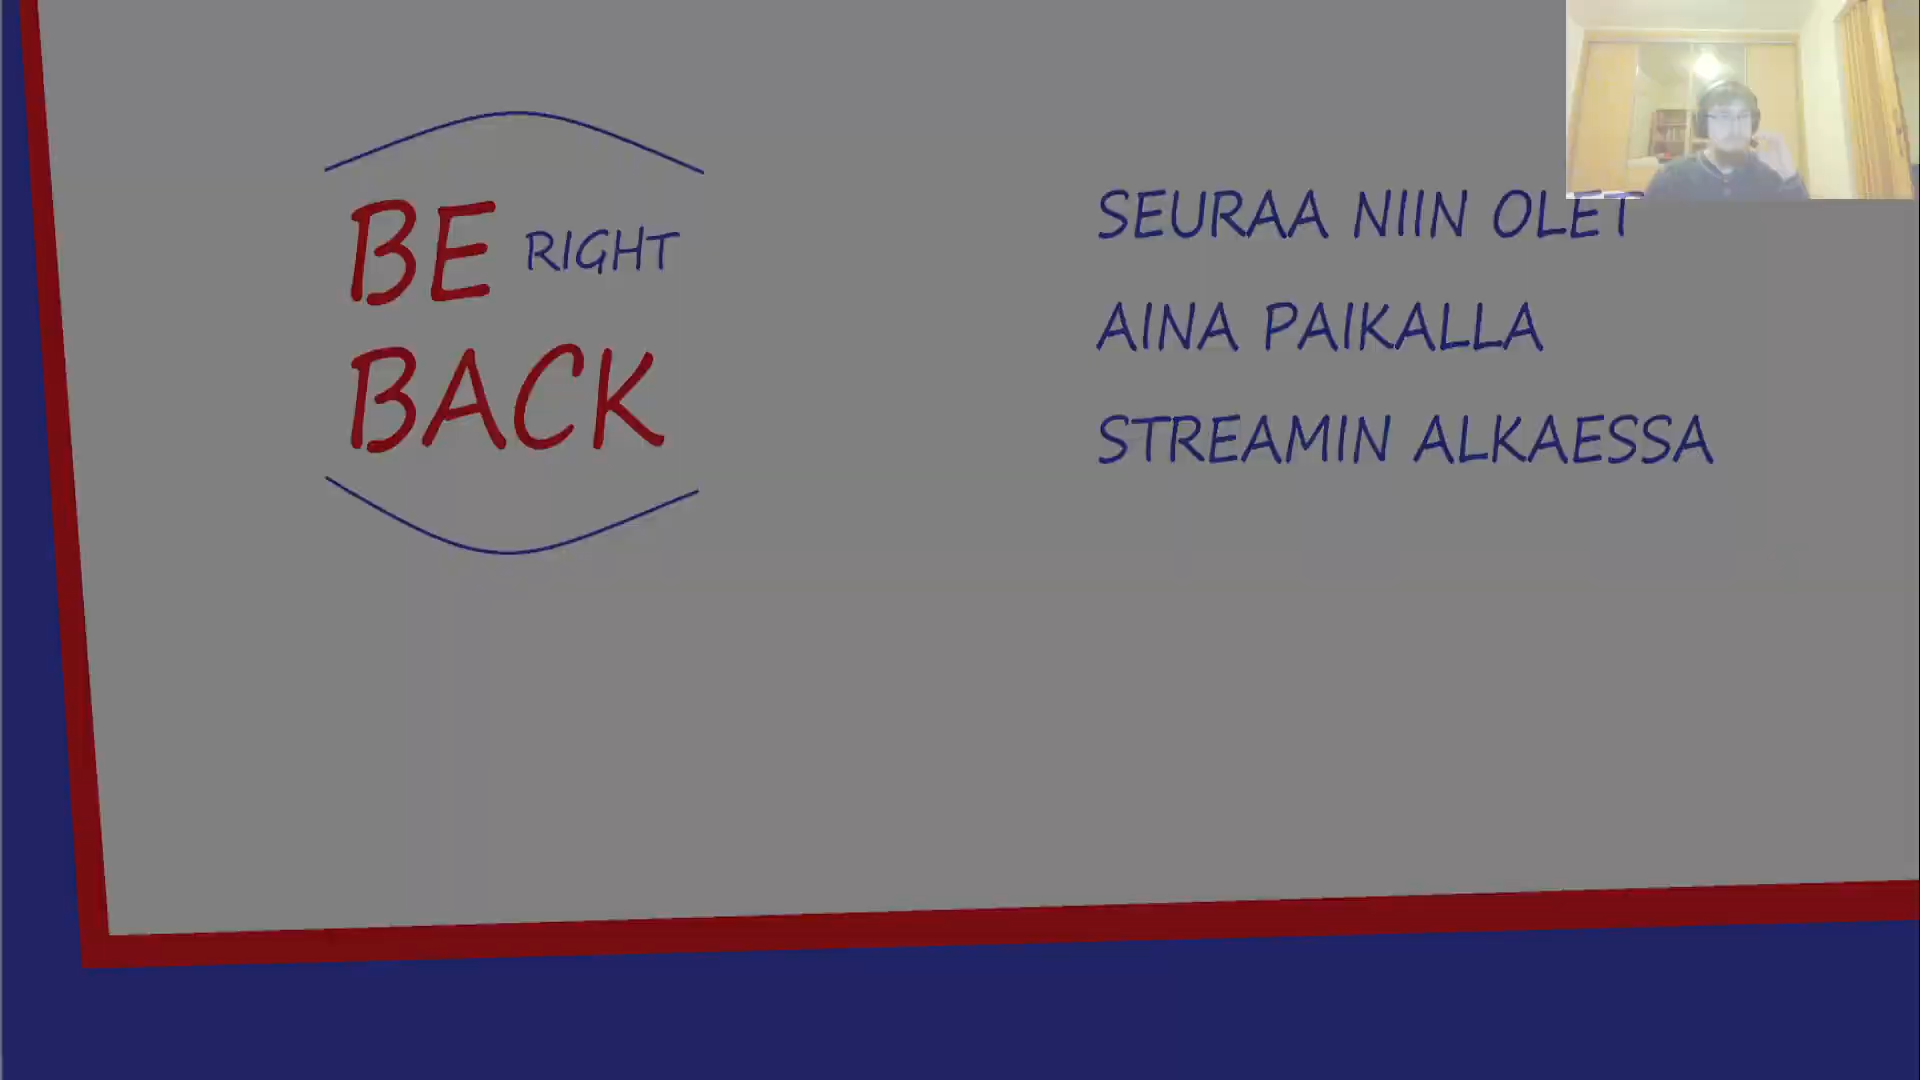 BE RIGHT
BACK
SEURAA NIIN OLET
AINA PAIKALLA
STREAMIN ALKAESSA